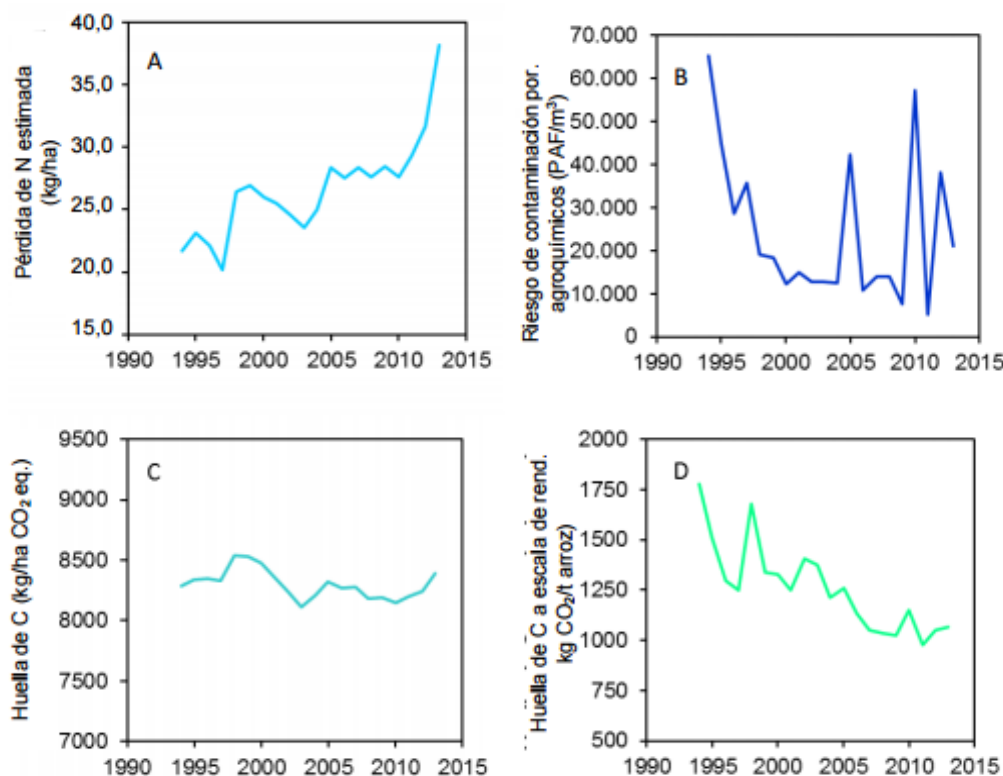 Pérdida de N estimada
(kg/ha)
40,0
35,0
30,0
25,0
20,0
15,0
A
1990 1995 2000 2005 2010 2015
Riesgo de contaminación por.
agroquímicos (PAF/m³)
70.000
60.000
50.000
40.000
30.000
20.000
10.000
0
B
1990 1995 2000 2005 2010 2015
Huella de C (kg/ha CO₂ eq.)
9500
9000
8500
8000
7500
7000
C
1990 1995 2000 2005 2010 2015
Huella de C a escala de rend.
kg CO₂/t arroz)
2000
1750
1500
1250
1000
750
500
D
1990 1995 2000 2005 2010 2015